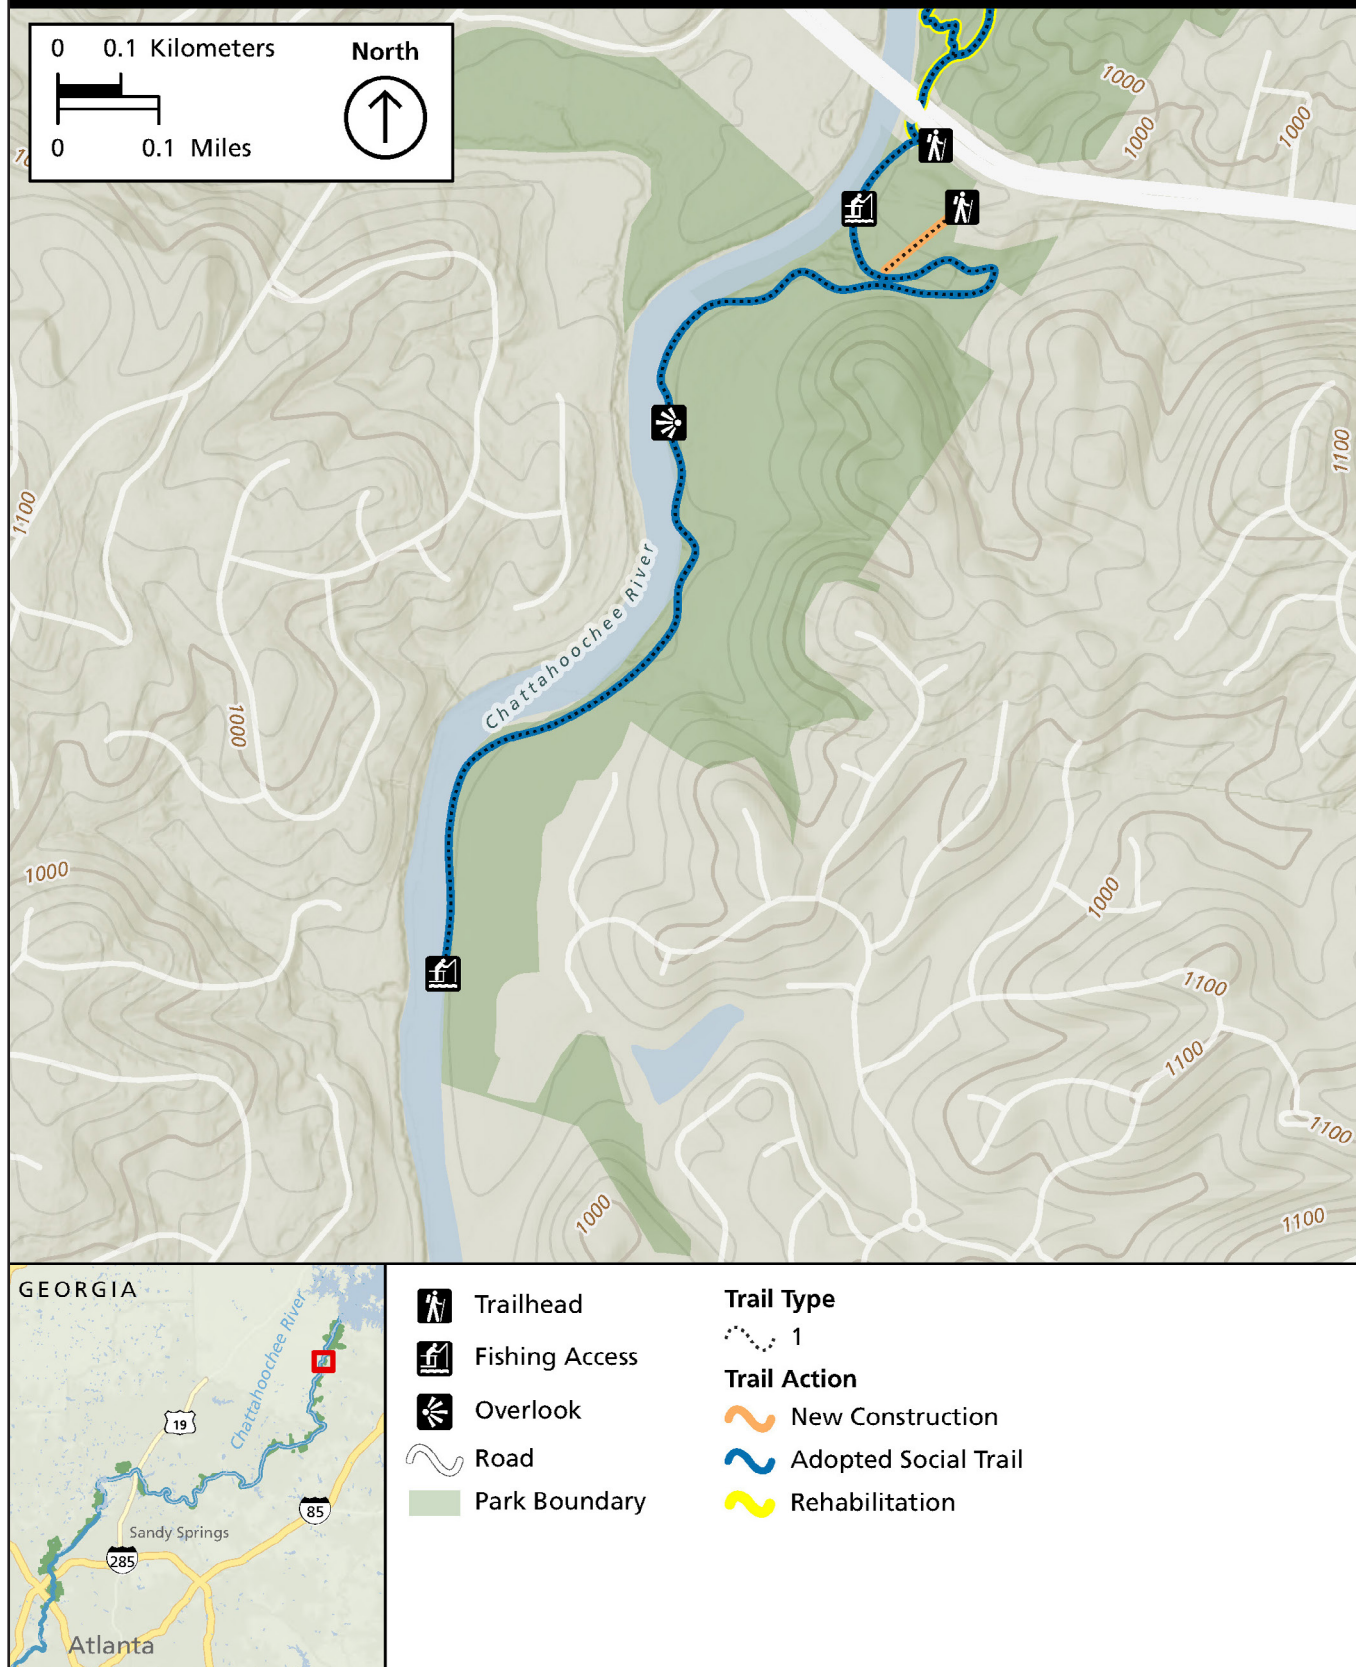 0 0.1 Kilometers
North
0 0.1 Miles
1000
1000
1000
1100
1100
Chattahoochee River
1000
1000
1000
1100
1100
1100
1000
1100
GEORGIA
Chattahoochee River
19
85
Sandy Springs
285
Atlanta
Trailhead
Fishing Access
Overlook
Road
Park Boundary
Trail Type
1
Trail Action
New Construction
Adopted Social Trail
Rehabilitation